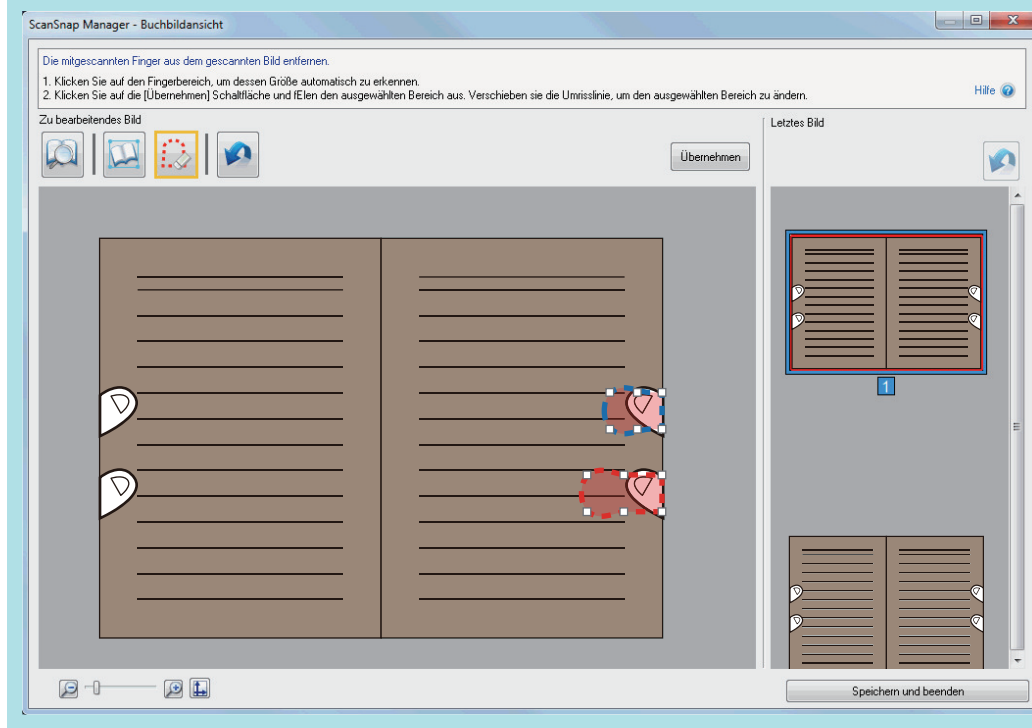 ScanSnap Manager - Buchbildansicht
Die mitgescannten Finger aus dem gescannten Bild entfernen.
1. Klicken Sie auf den Fingerbereich, um dessen Größe automatisch zu erkennen.
2. Klicken Sie auf die [Übernehmen] Schaltfläche und fElen den ausgewählten Bereich aus. Verschieben sie die Umrisslinie, um den ausgewählten Bereich zu ändern.
Hilfe
Zu bearbeitendes Bild
Letztes Bild
Übernehmen
1
Speichern und beenden